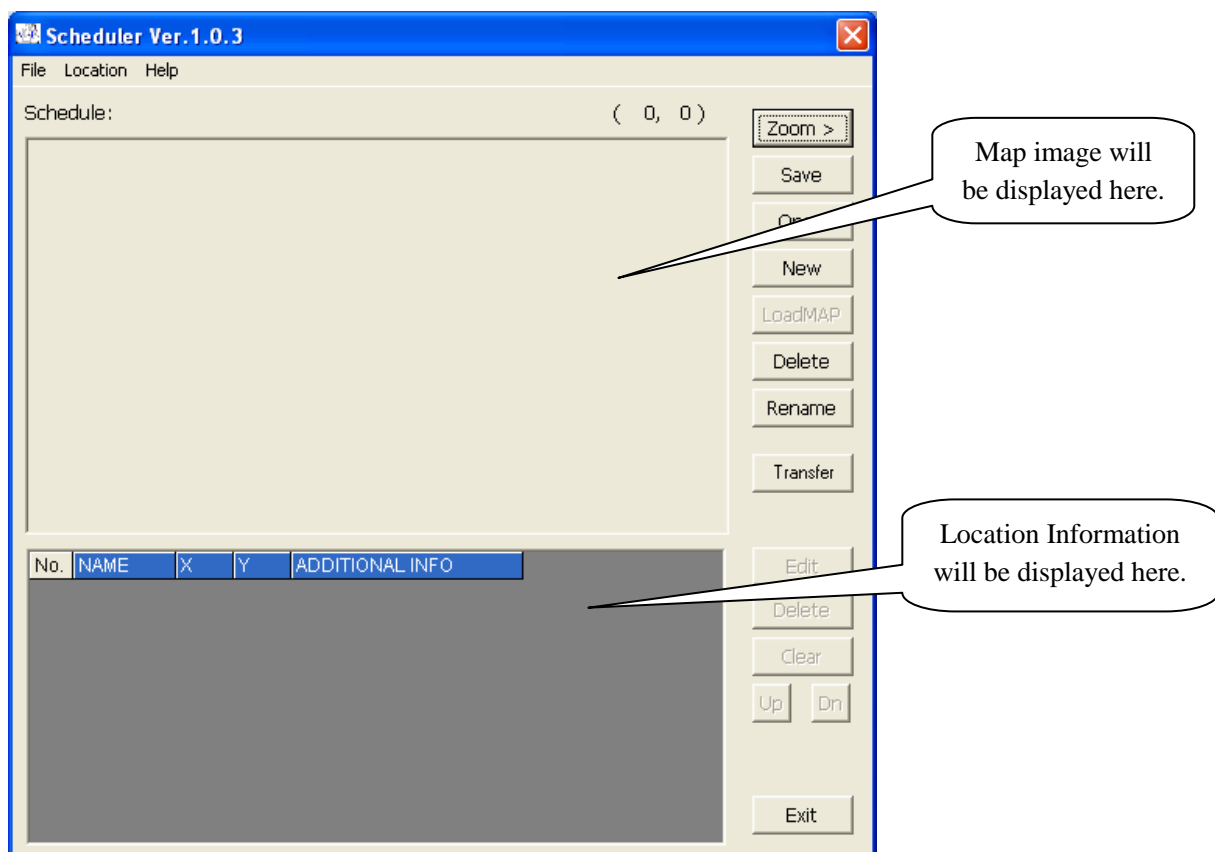 Scheduler Ver.1.0.3
File Location Help
Schedule: ( 0, 0 )
Zoom >
Save
New
LoadMAP
Delete
Rename
Transfer
Map image will
be displayed here.
No. NAME X Y ADDITIONAL INFO
Edit
Delete
Clear
Up Dn
Exit
Location Information
will be displayed here.